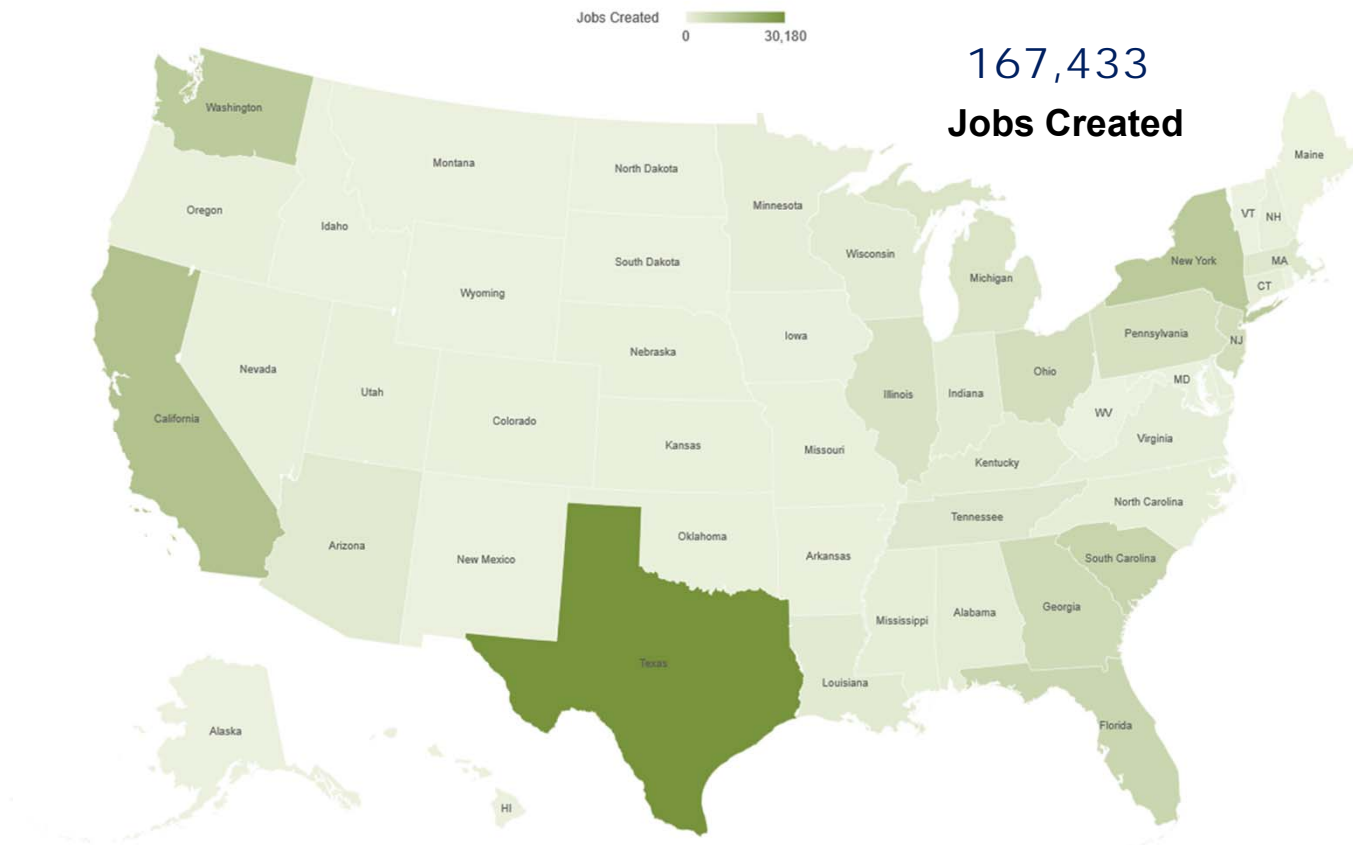 Jobs Created
0 30,180
167,433
Jobs Created
Washington
Maine
Montana
North Dakota
Minnesota
Oregon
VT NH
Idaho
Wisconsin
New York
MA
South Dakota
Michigan
CT
Wyoming
Pennsylvania
Iowa
NJ
Nebraska
Nevada
Ohio
MD
Utah
Illinois
Indiana
WV
California
Colorado
Virginia
Kansas
Missouri
Kentucky
North Carolina
Tennessee
Oklahoma
Arizona
Arkansas
South Carolina
New Mexico
Georgia
Alabama
Mississippi
Texas
Louisiana
Florida
Alaska
HI